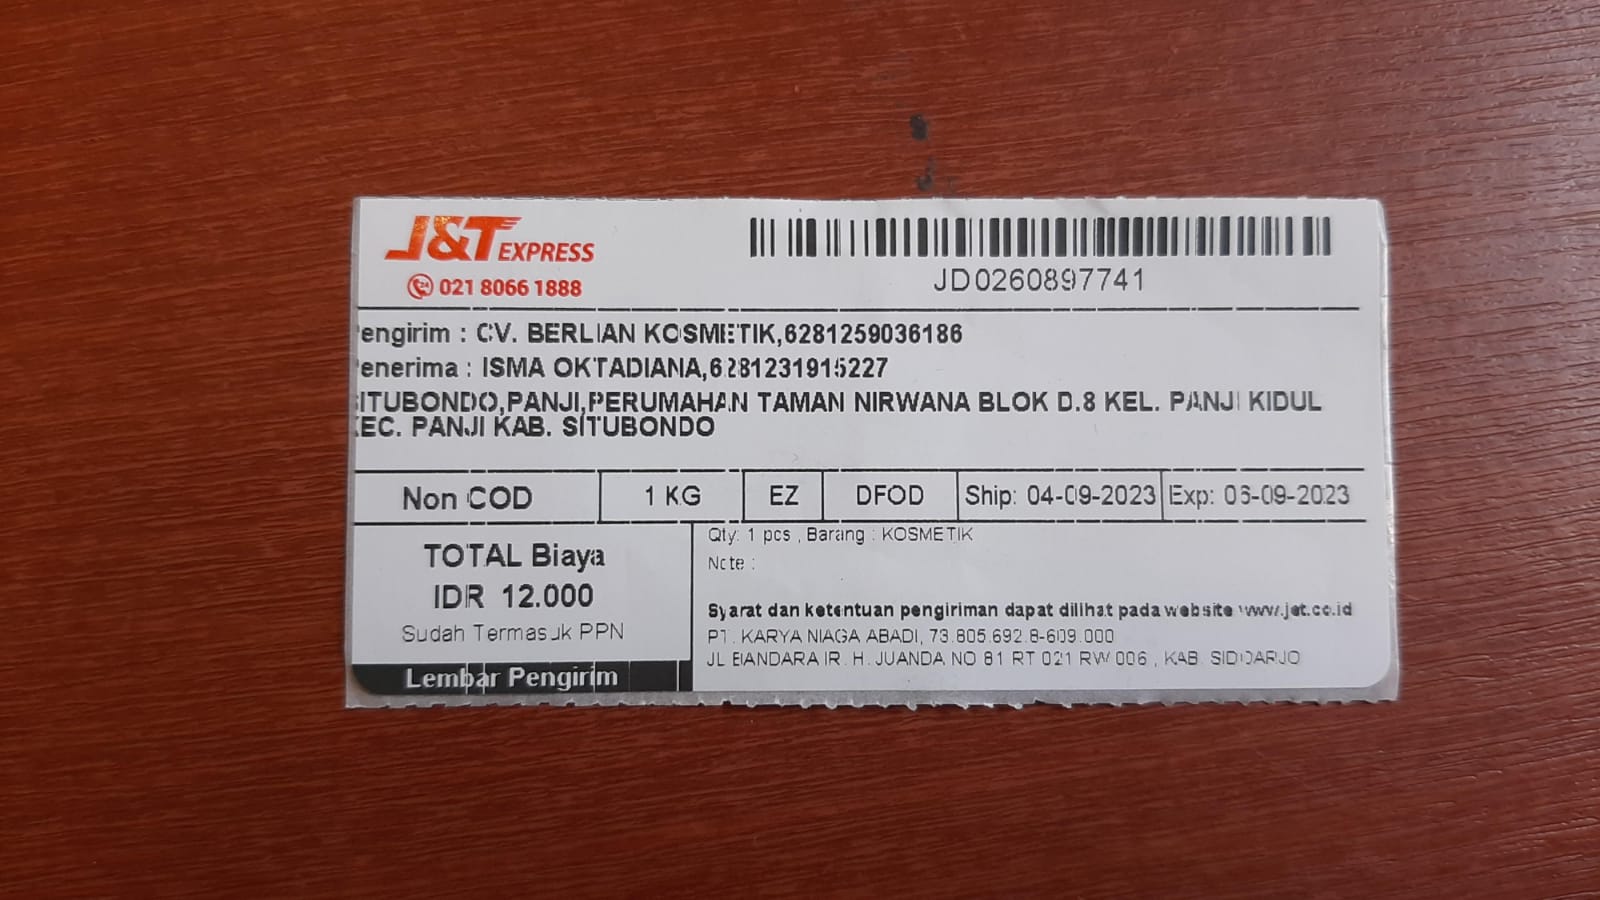 J&T EXPRESS
021 8066 1888
JD0260897741
engirim : CV. BERLIAN KOSMETIK,6281259036186
enerima : ISMA OKTADIANA,6281231915227
ITUBONDO,PANJI,PERUMAHAN TAMAN NIRWANA BLOK D.8 KEL. PANJI KIDUL
EC. PANJI KAB. SITUBONDO
Non COD 1 KG EZ DFOD Ship: 04-09-2023 Exp: 06-09-2023
TOTAL Biaya
IDR 12.000
Sudah Termasuk PPN
Lembar Pengirim
Qty: 1 pcs , Barang : KOSMETIK
Note :
Syarat dan ketentuan pengiriman dapat dilihat pada website www.jet.co.id
PT. KARYA NIAGA ABADI, 73.805.692.8-609.000
JL BANDARA IR. H. JUANDA NO 81 RT 021 RW 006 , KAB. SIDOARJO